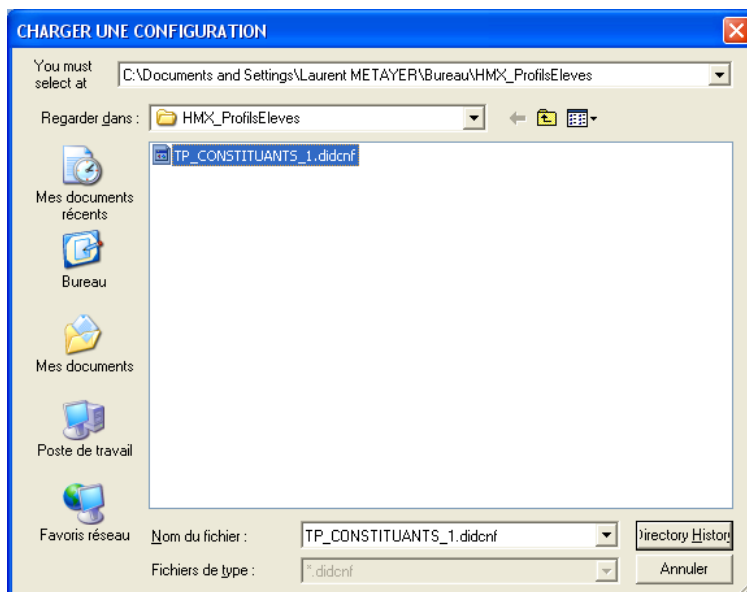 CHARGER UNE CONFIGURATION
You must
select at
C:\Documents and Settings\Laurent METAYER\Bureau\HMX_ProfilsEleves
Regarder dans :
HMX_ProfilsEleves
TP_CONSTITUANTS_1.didcnf
Mes documents
récents
Bureau
Mes documents
Poste de travail
Favoris réseau
Nom du fichier :
TP_CONSTITUANTS_1.didcnf
Directory History
Fichiers de type :
*.didcnf
Annuler